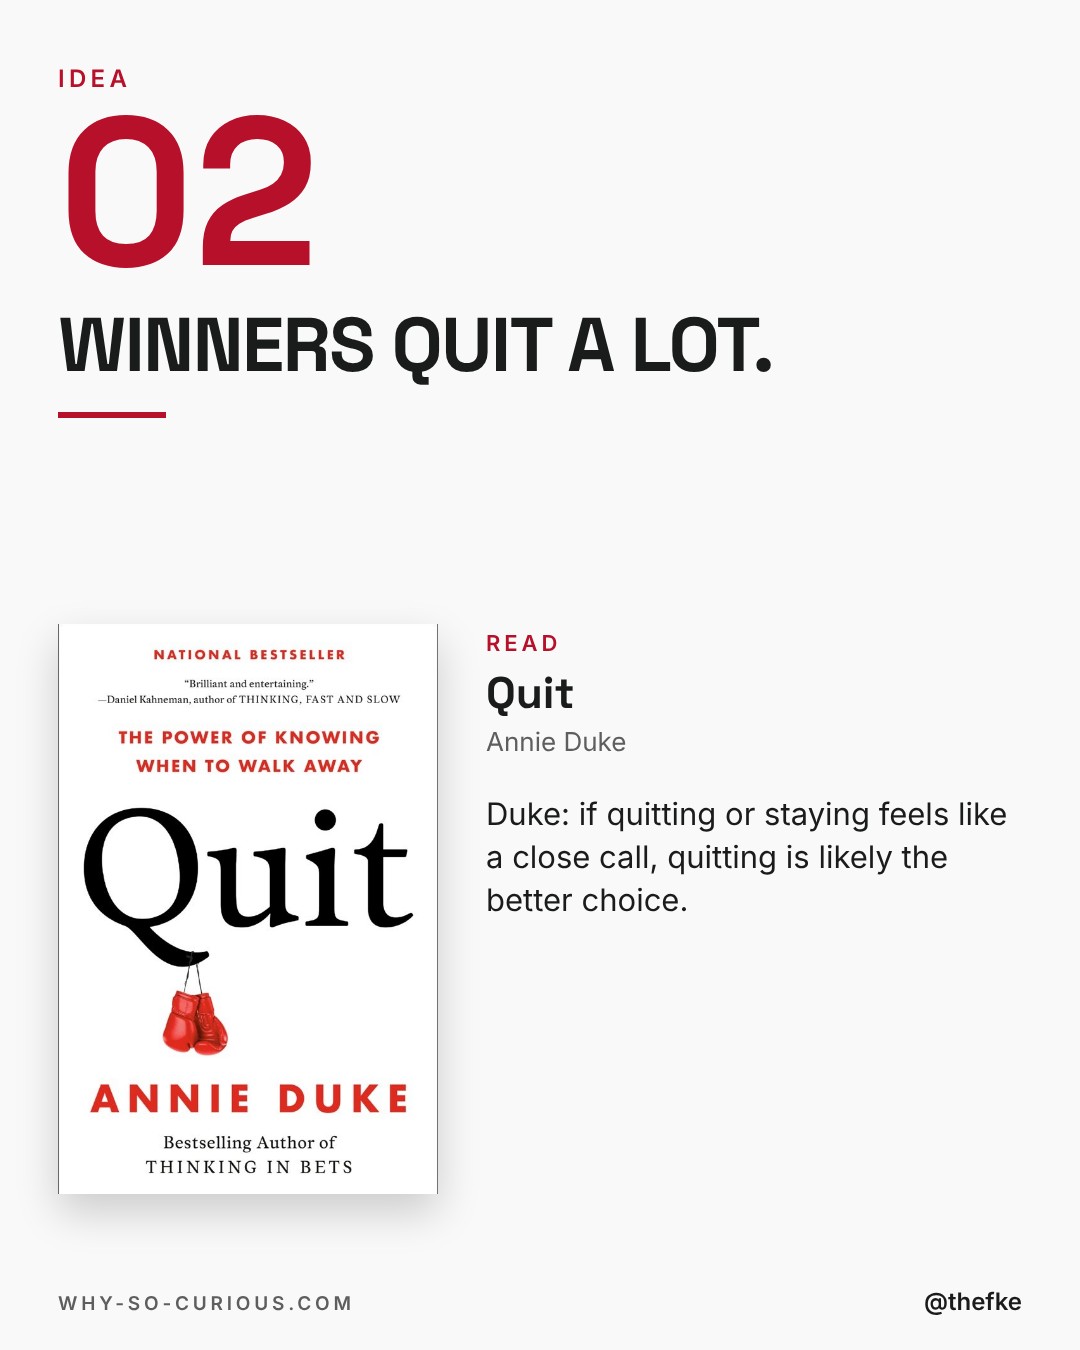 IDEA
02
WINNERS QUIT A LOT.
NATIONAL BESTSELLER
“Brilliant and entertaining.”
—Daniel Kahneman, author of THINKING, FAST AND SLOW
THE POWER OF KNOWING
WHEN TO WALK AWAY
Quit
ANNIE DUKE
Bestselling Author of
THINKING IN BETS
READ
Quit
Annie Duke
Duke: if quitting or staying feels like
a close call, quitting is likely the
better choice.
WHY-SO-CURIOUS.COM
@thefke